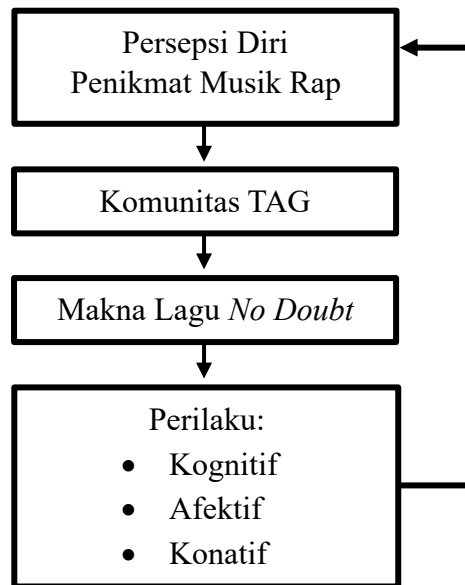 Persepsi Diri
Penikmat Musik Rap
Komunitas TAG
Makna Lagu No Doubt
Perilaku:
• Kognitif
• Afektif
• Konatif